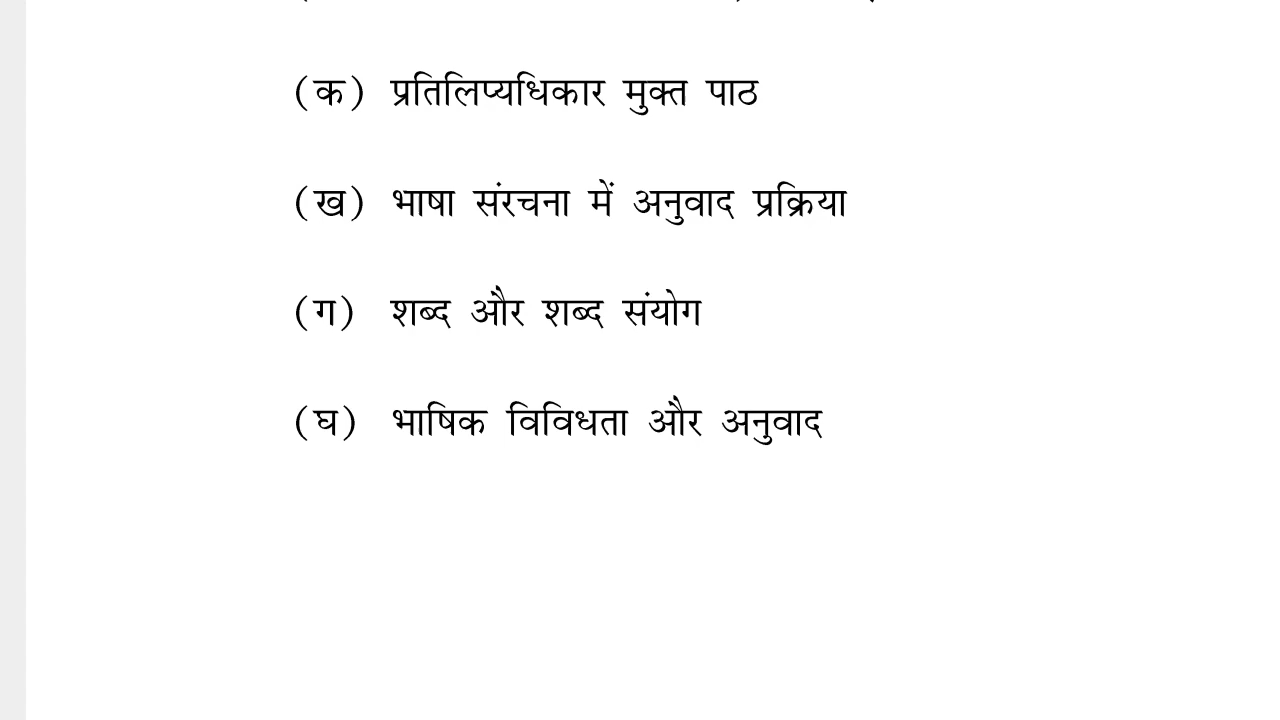 (क) प्रतिलिप्यधिकार मुक्त पाठ
(ख) भाषा संरचना में अनुवाद प्रक्रिया
(ग) शब्द और शब्द संयोग
(घ) भाषिक विविधता और अनुवाद